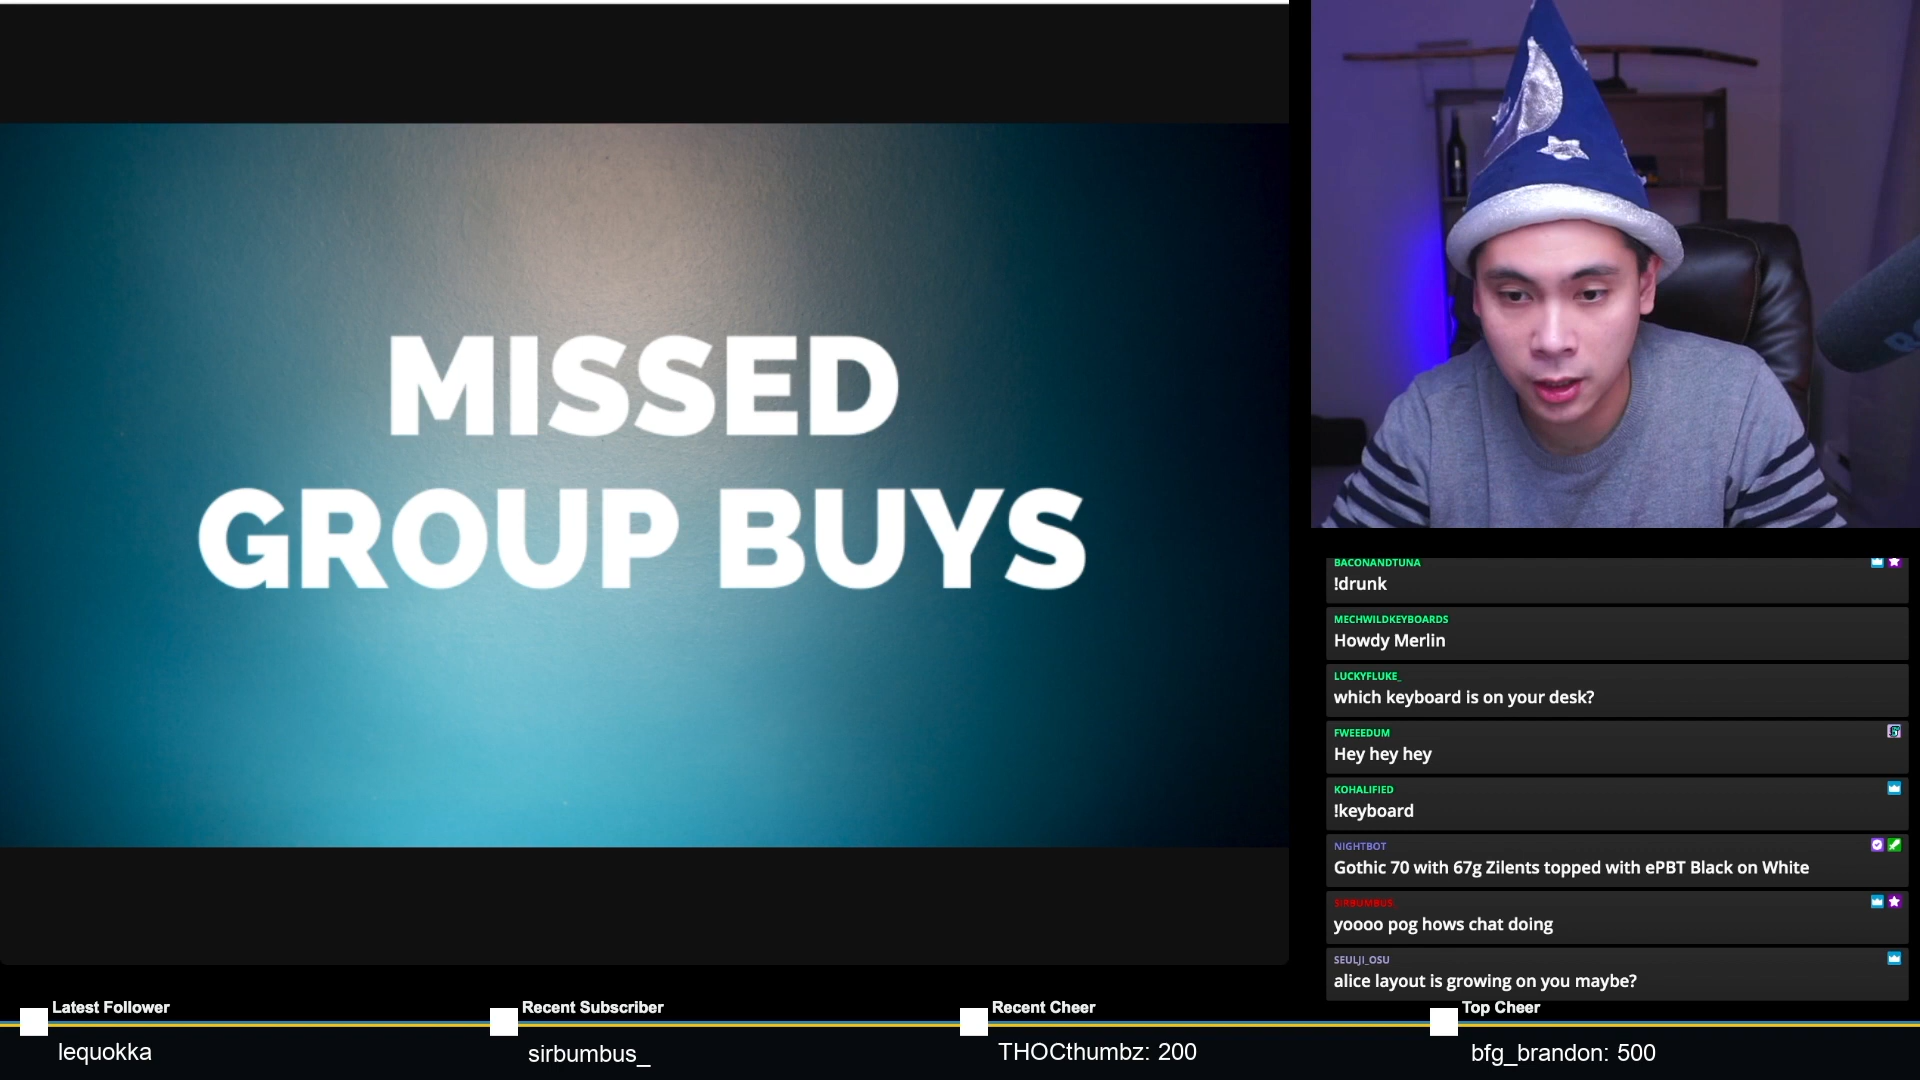 MISSED
GROUP BUYS
BACONANDTUNA
!drunk
MECHWILDKEYBOARDS
Howdy Merlin
LUCKYFLUKE_
which keyboard is on your desk?
FWEEEDUM
Hey hey hey
KOHALIFIED
!keyboard
NIGHTBOT
Gothic 70 with 67g Zilents topped with ePBT Black on White
SIRBUMBUS_
yoooo pog hows chat doing
SEULJI_OSU
alice layout is growing on you maybe?
Latest Follower
lequokka
Recent Subscriber
sirbumbus_
Recent Cheer
THOCthumbz: 200
Top Cheer
bfg_brandon: 500